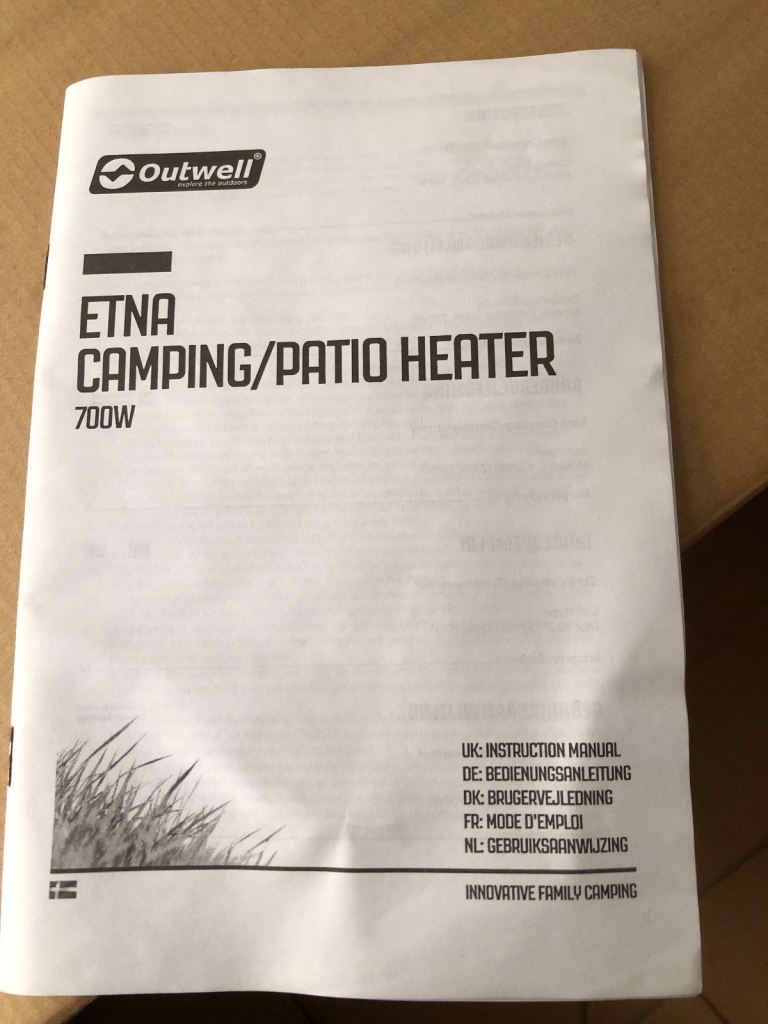 Outwell®
explore the outdoors
ETNA
CAMPING/PATIO HEATER
700W
UK: INSTRUCTION MANUAL
DE: BEDIENUNGSANLEITUNG
DK: BRUGERVEJLEDNING
FR: MODE D'EMPLOI
NL: GEBRUIKSAANWIJZING
INNOVATIVE FAMILY CAMPING